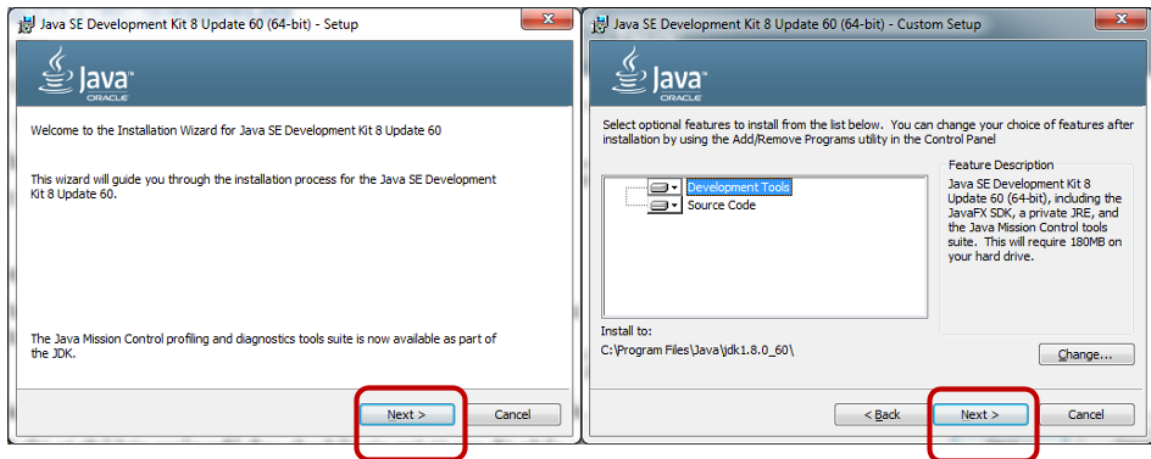 Java SE Development Kit 8 Update 60 (64-bit) - Setup
Java™
ORACLE
Welcome to the Installation Wizard for Java SE Development Kit 8 Update 60
This wizard will guide you through the installation process for the Java SE Development
Kit 8 Update 60.
The Java Mission Control profiling and diagnostics tools suite is now available as part of
the JDK.
Next >
Cancel
Java SE Development Kit 8 Update 60 (64-bit) - Custom Setup
Java™
ORACLE
Select optional features to install from the list below. You can change your choice of features after
installation by using the Add/Remove Programs utility in the Control Panel
Development Tools
Source Code
Feature Description
Java SE Development Kit 8
Update 60 (64-bit), including the
JavaFX SDK, a private JRE, and
the Java Mission Control tools
suite. This will require 180MB on
your hard drive.
Install to:
C:\Program Files\Java\jdk1.8.0_60\
Change...
< Back
Next >
Cancel